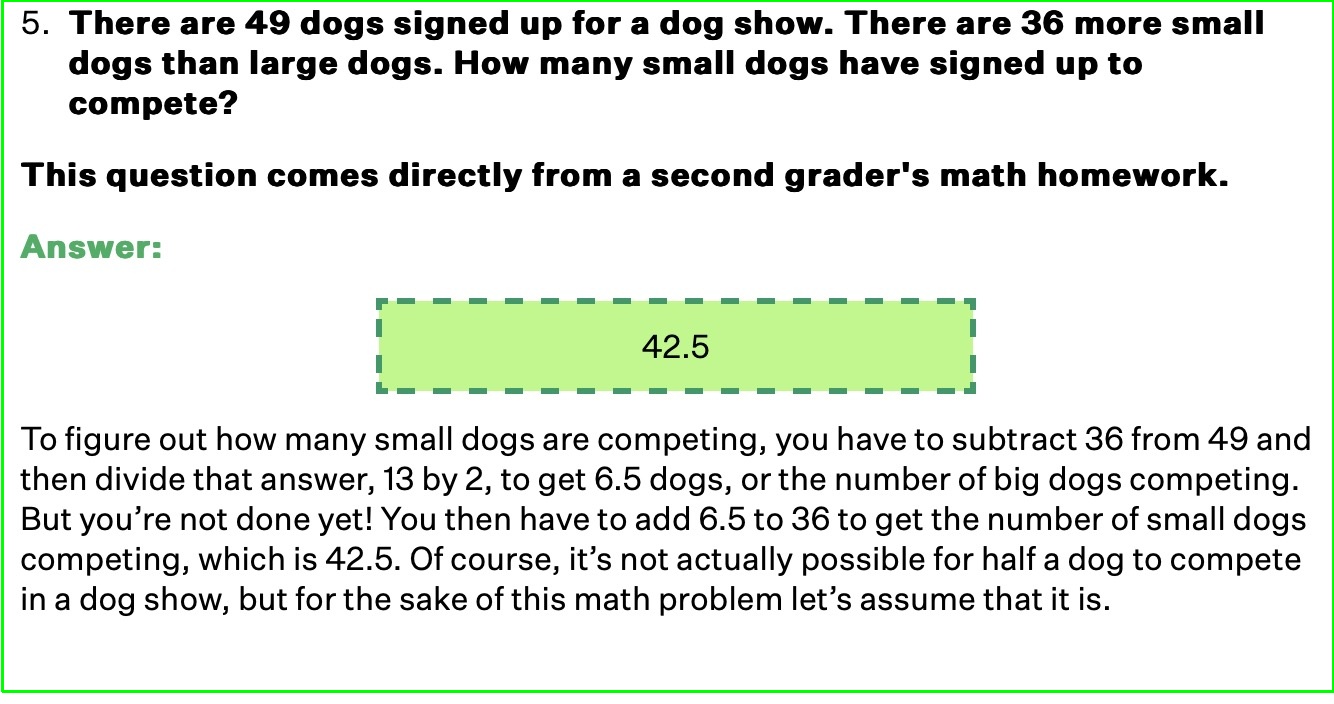 5. There are 49 dogs signed up for a dog show. There are 36 more small
dogs than large dogs. How many small dogs have signed up to
compete?
This question comes directly from a second grader's math homework.
Answer:
42.5
To figure out how many small dogs are competing, you have to subtract 36 from 49 and
then divide that answer, 13 by 2, to get 6.5 dogs, or the number of big dogs competing.
But you’re not done yet! You then have to add 6.5 to 36 to get the number of small dogs
competing, which is 42.5. Of course, it’s not actually possible for half a dog to compete
in a dog show, but for the sake of this math problem let’s assume that it is.